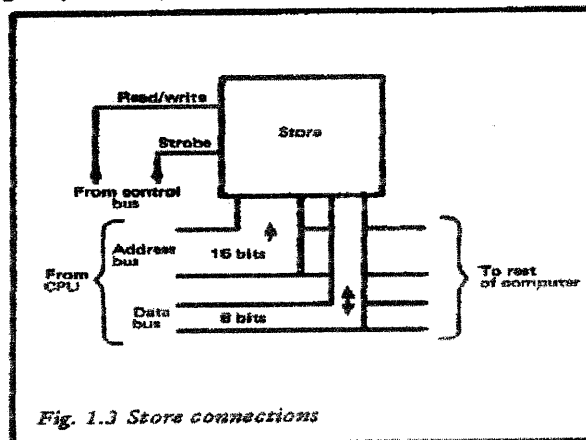 Read/write
Store
Strobe
From control
bus
Address
bus
16 bits
From
CPU
To rest
of computer
Data
bus
8 bits
Fig. 1.3 Store connections